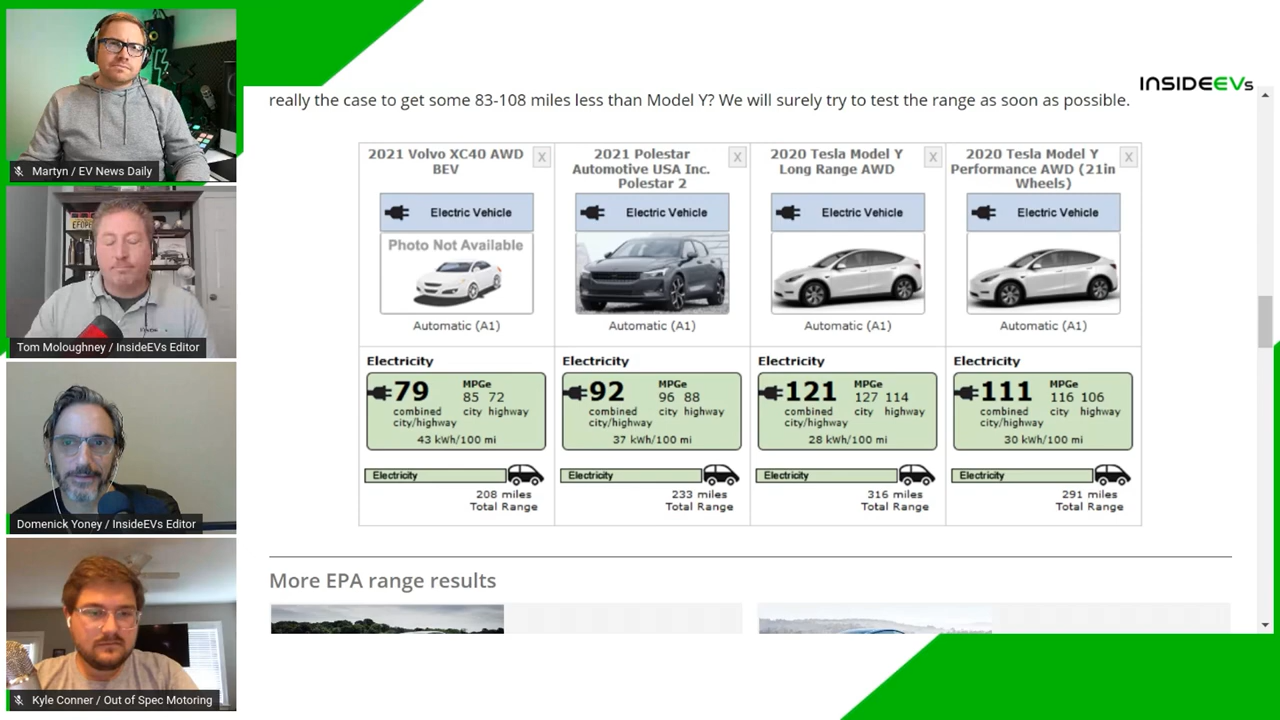 INSIDEEVs
really the case to get some 83-108 miles less than Model Y? We will surely try to test the range as soon as possible.
Martyn / EV News Daily
Tom Moloughney / InsideEVs Editor
Domenick Yoney / InsideEVs Editor
Kyle Conner / Out of Spec Motoring
2021 Volvo XC40 AWD
BEV
X
Electric Vehicle
Photo Not Available
Automatic (A1)
Electricity
79
MPGe
85 72
combined
city/highway
city highway
43 kWh/100 mi
Electricity
208 miles
Total Range
2021 Polestar
Automotive USA Inc.
Polestar 2
X
Electric Vehicle
Automatic (A1)
Electricity
92
MPGe
96 88
combined
city/highway
city highway
37 kWh/100 mi
Electricity
233 miles
Total Range
2020 Tesla Model Y
Long Range AWD
X
Electric Vehicle
Automatic (A1)
Electricity
121
MPGe
127 114
combined
city/highway
city highway
28 kWh/100 mi
Electricity
316 miles
Total Range
2020 Tesla Model Y
Performance AWD (21in
Wheels)
X
Electric Vehicle
Automatic (A1)
Electricity
111
MPGe
116 106
combined
city/highway
city highway
30 kWh/100 mi
Electricity
291 miles
Total Range
More EPA range results